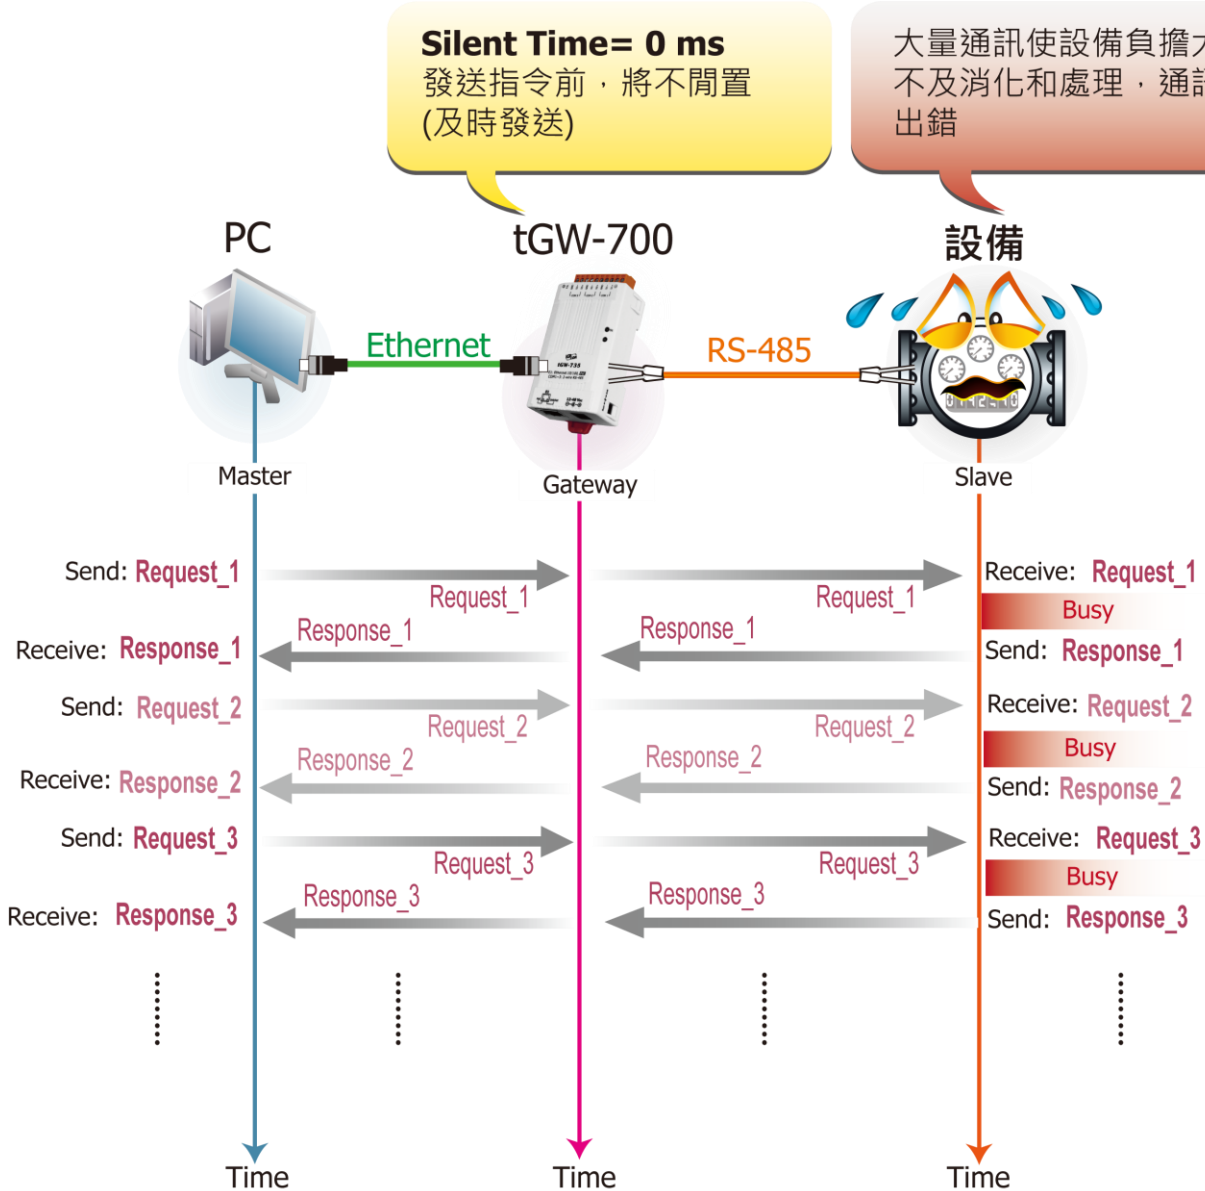 Silent Time= 0 ms
發送指令前，將不閒置
(及時發送)
大量通訊使設備負擔
不及消化和處理，通訊
出錯
PC
tGW-700
設備
Ethernet
RS-485
tGW-735
Master
Gateway
Slave
Send: Request_1
Request_1
Request_1
Receive: Request_1
Busy
Response_1
Response_1
Receive: Response_1
Send: Response_1
Send: Request_2
Request_2
Request_2
Receive: Request_2
Busy
Response_2
Response_2
Receive: Response_2
Send: Response_2
Send: Request_3
Request_3
Request_3
Receive: Request_3
Busy
Response_3
Response_3
Receive: Response_3
Send: Response_3
Time
Time
Time